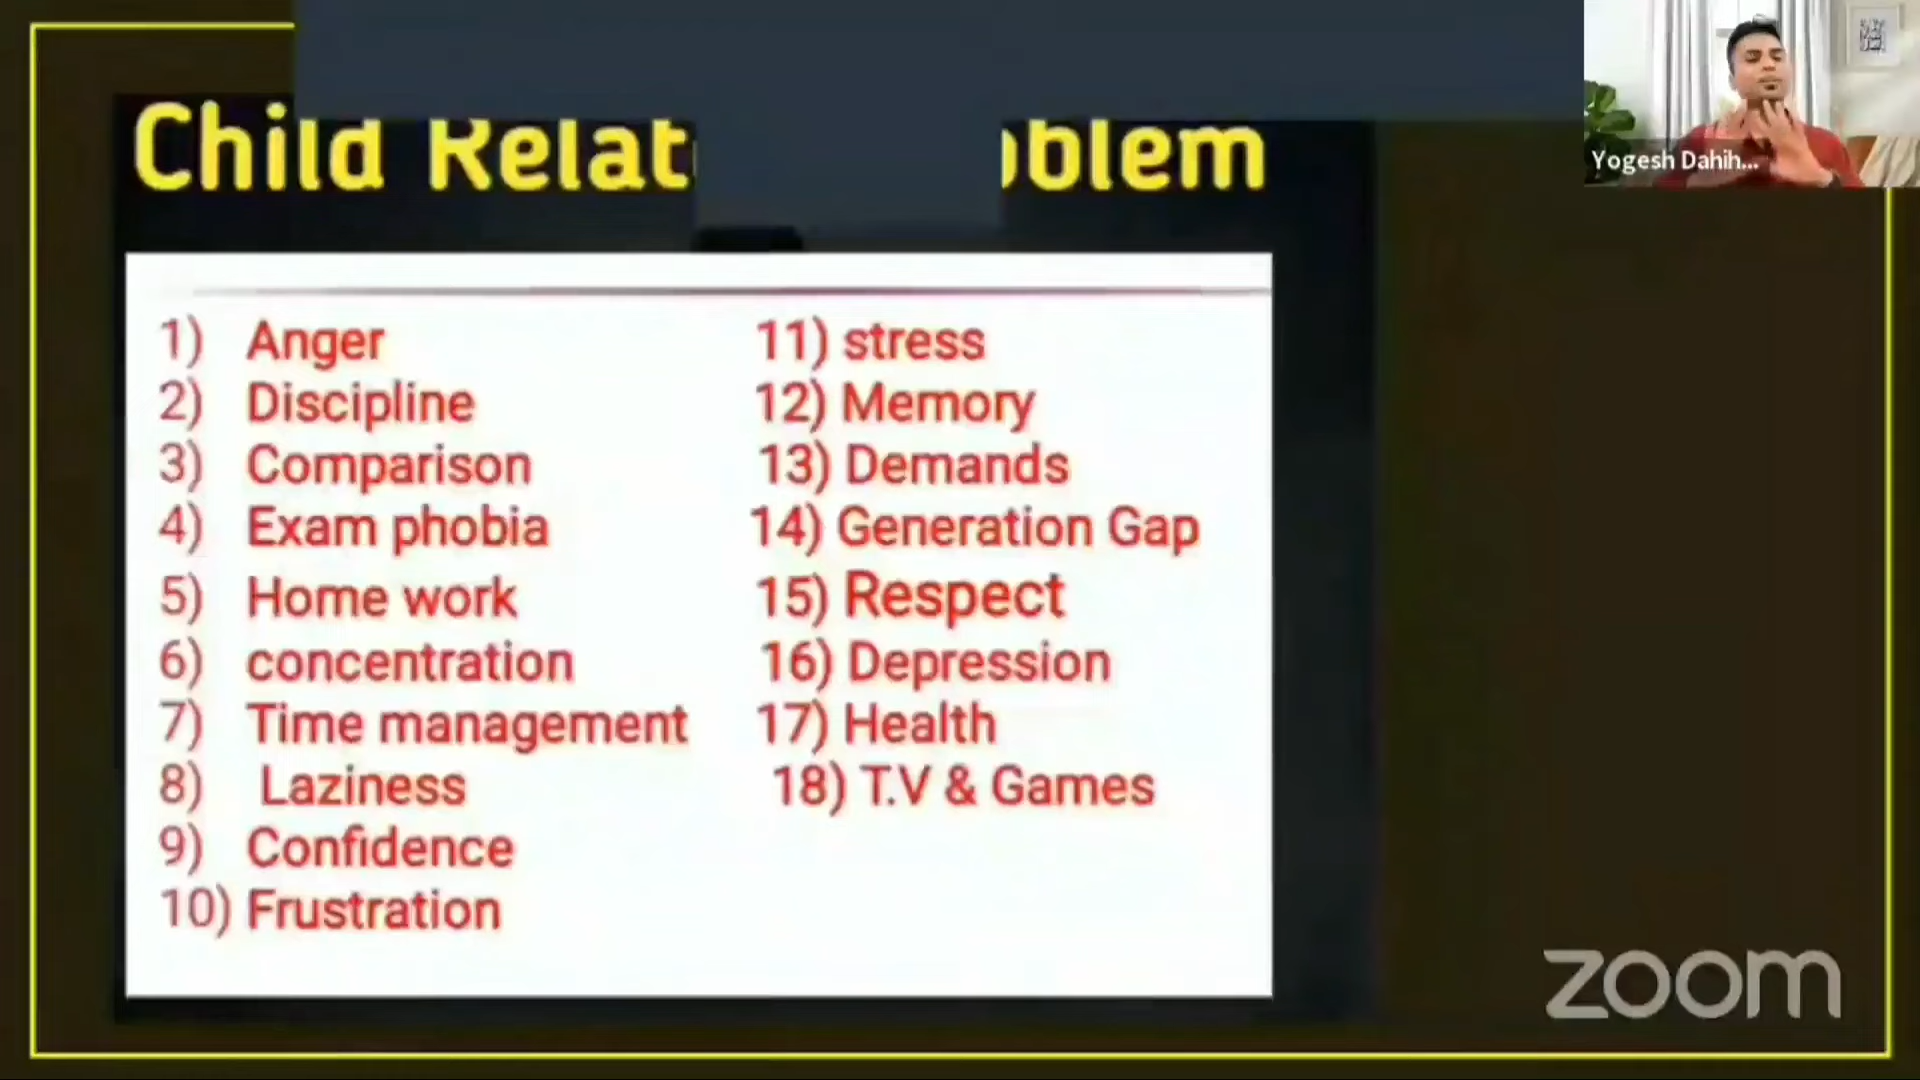 Child Relat oblem
Yogesh Dahih...
1) Anger
2) Discipline
3) Comparison
4) Exam phobia
5) Home work
6) concentration
7) Time management
8) Laziness
9) Confidence
10) Frustration
11) stress
12) Memory
13) Demands
14) Generation Gap
15) Respect
16) Depression
17) Health
18) T.V & Games
zoom